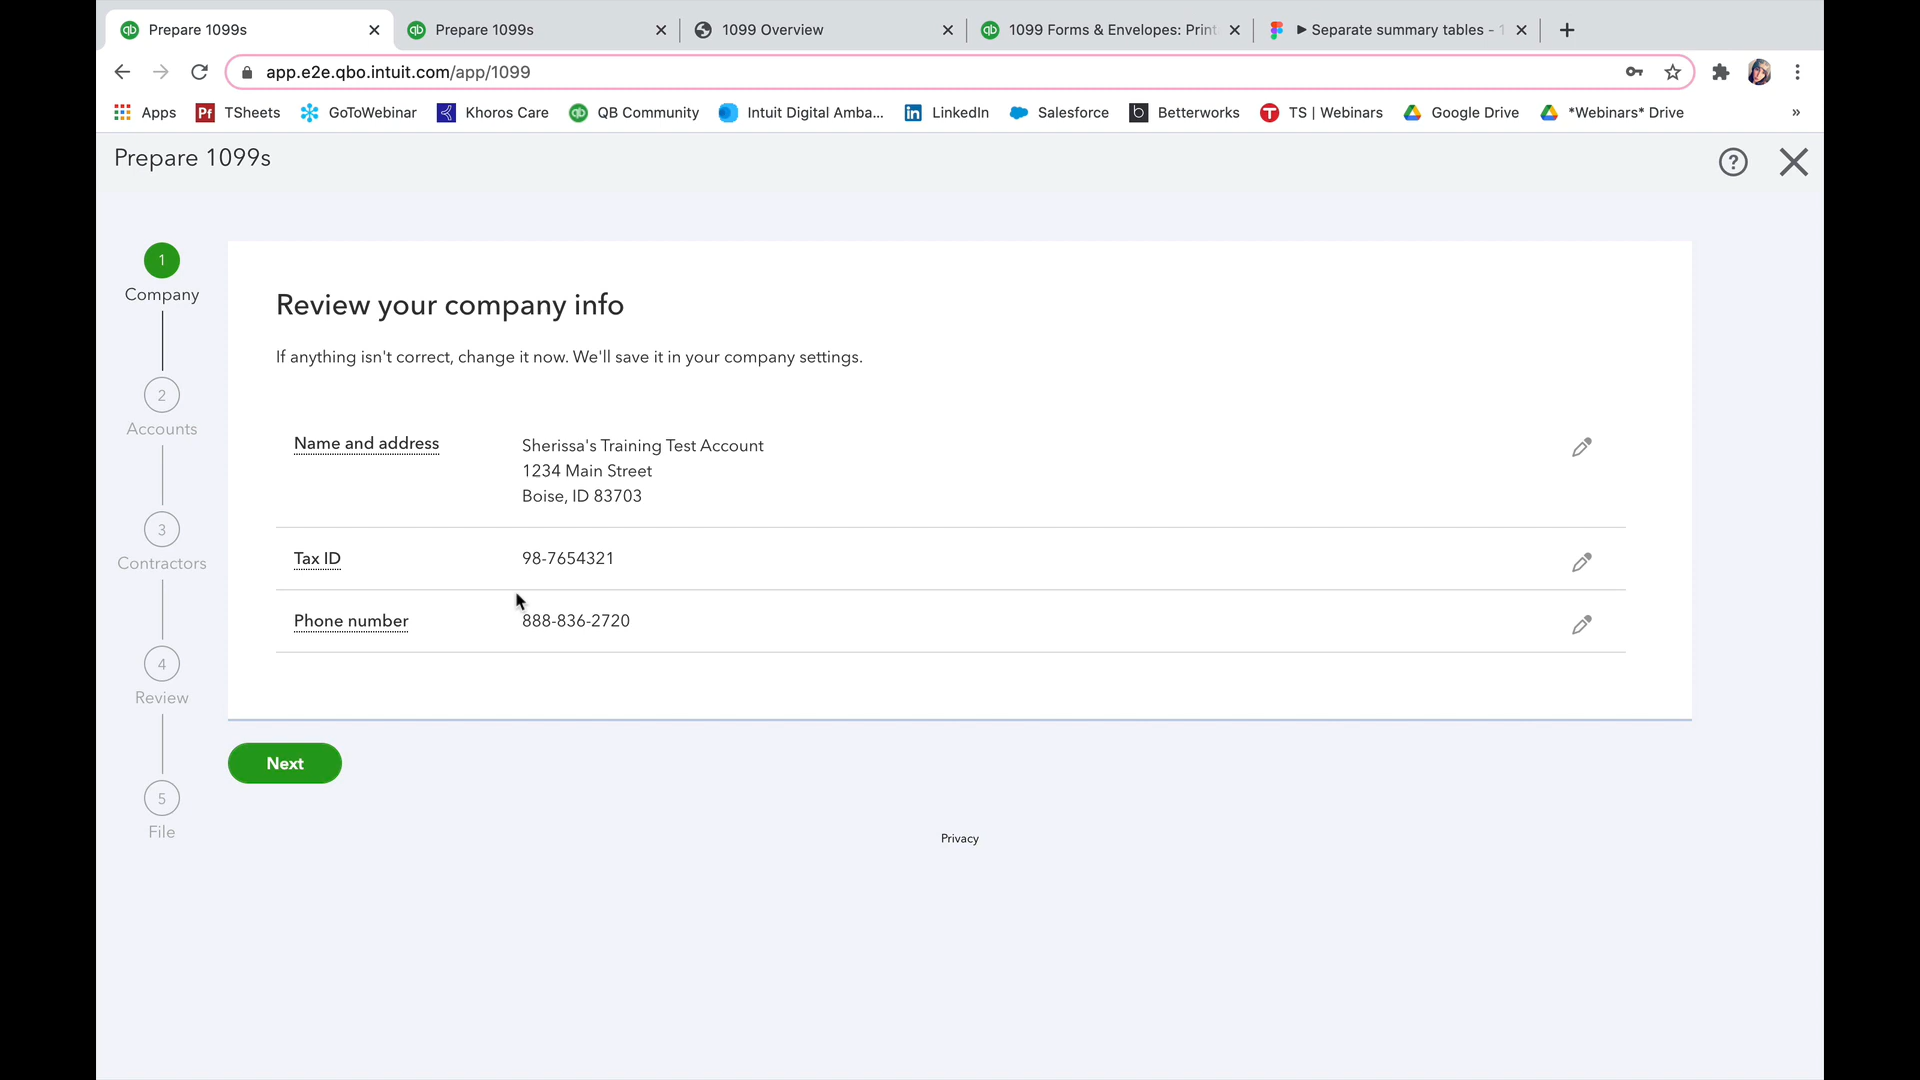 Prepare 1099s
Prepare 1099s
1099 Overview
1099 Forms & Envelopes: Print
▶ Separate summary tables - 1
app.e2e.qbo.intuit.com/app/1099
Apps
TSheets
GoToWebinar
Khoros Care
QB Community
Intuit Digital Amba...
LinkedIn
Salesforce
Betterworks
TS | Webinars
Google Drive
*Webinars* Drive
»
Prepare 1099s
?
1
Company
2
Accounts
3
Contractors
4
Review
5
File
Review your company info
If anything isn't correct, change it now. We'll save it in your company settings.
Name and address
Sherissa's Training Test Account
1234 Main Street
Boise, ID 83703
Tax ID
98-7654321
Phone number
888-836-2720
Next
Privacy